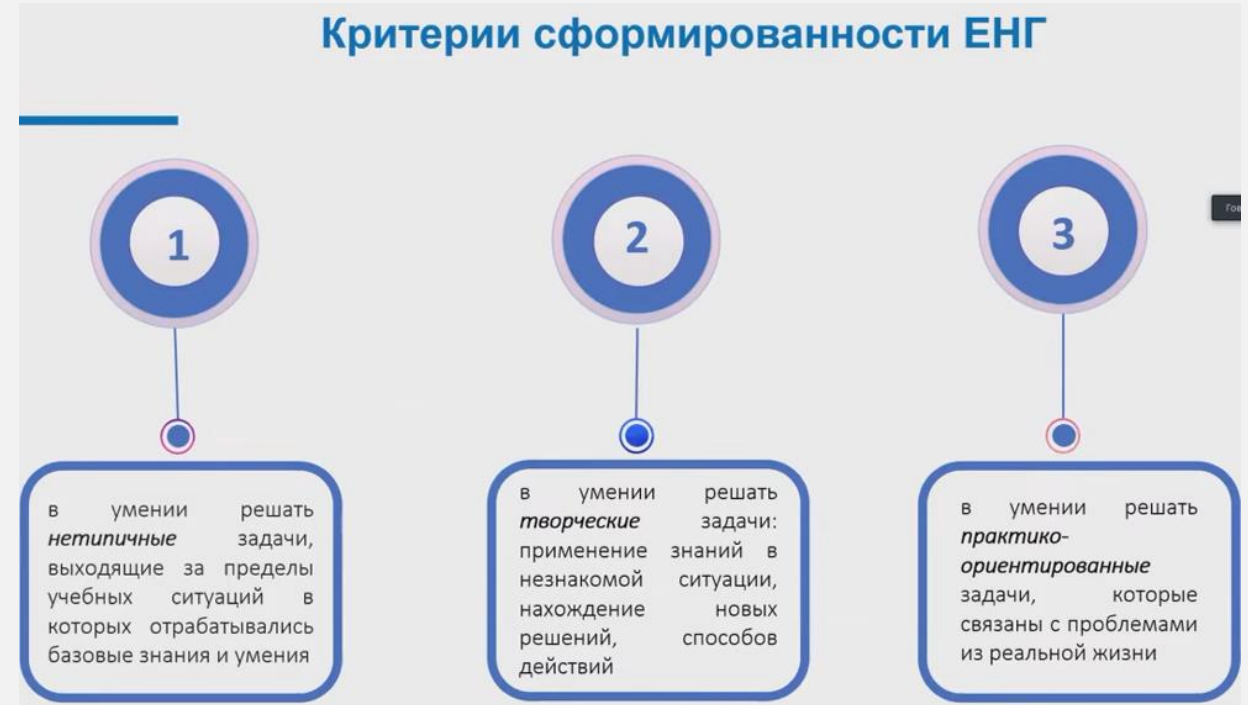 Критерии сформированности ЕНГ
1
2
3
Гов
в умении решать
нетипичные задачи,
выходящие за пределы
учебных ситуаций в
которых отрабатывались
базовые знания и умения
в умении решать
творческие задачи:
применение знаний в
незнакомой ситуации,
нахождение новых
решений, способов
действий
в умении решать
практико-
ориентированные
задачи, которые
связаны с проблемами
из реальной жизни